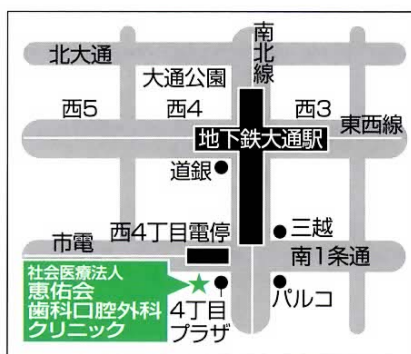 南北線
北大通
大通公園
西5
西4
西3
東西線
地下鉄大通駅
道銀
市電
西4丁目電停
三越
南1条通
社会医療法人
恵佑会
歯科口腔外科
クリニック
4丁目
プラザ
パルコ